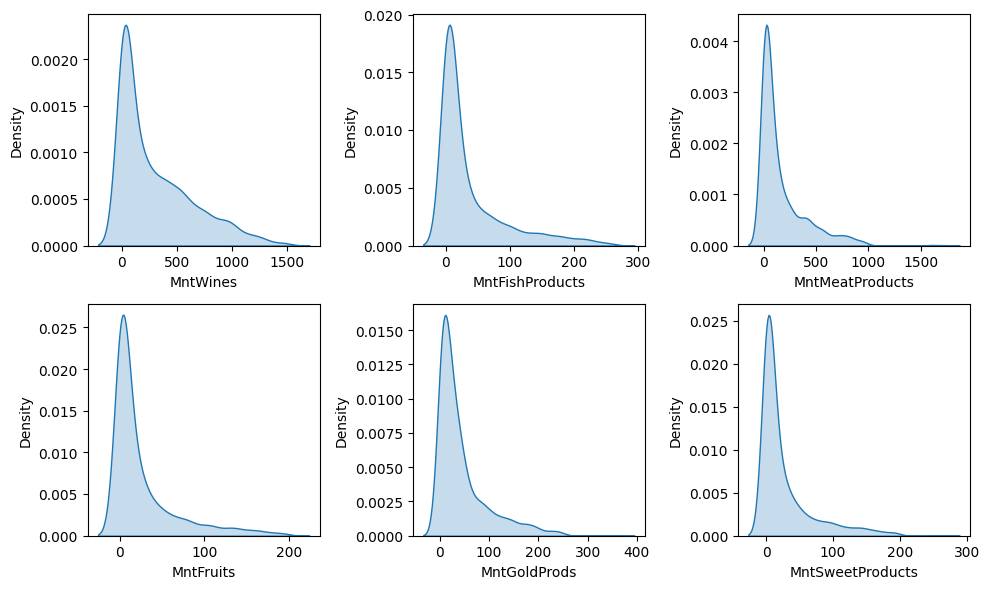 0.0020
0.0015
0.0010
0.0005
0.0000
Density
0 500 1000 1500
MntWines
0.020
0.015
0.010
0.005
0.000
Density
0 100 200 300
MntFishProducts
0.004
0.003
0.002
0.001
0.000
Density
0 500 1000 1500
MntMeatProducts
0.025
0.020
0.015
0.010
0.005
0.000
Density
0 100 200
MntFruits
0.0150
0.0125
0.0100
0.0075
0.0050
0.0025
0.0000
Density
0 100 200 300 400
MntGoldProds
0.025
0.020
0.015
0.010
0.005
0.000
Density
0 100 200 300
MntSweetProducts